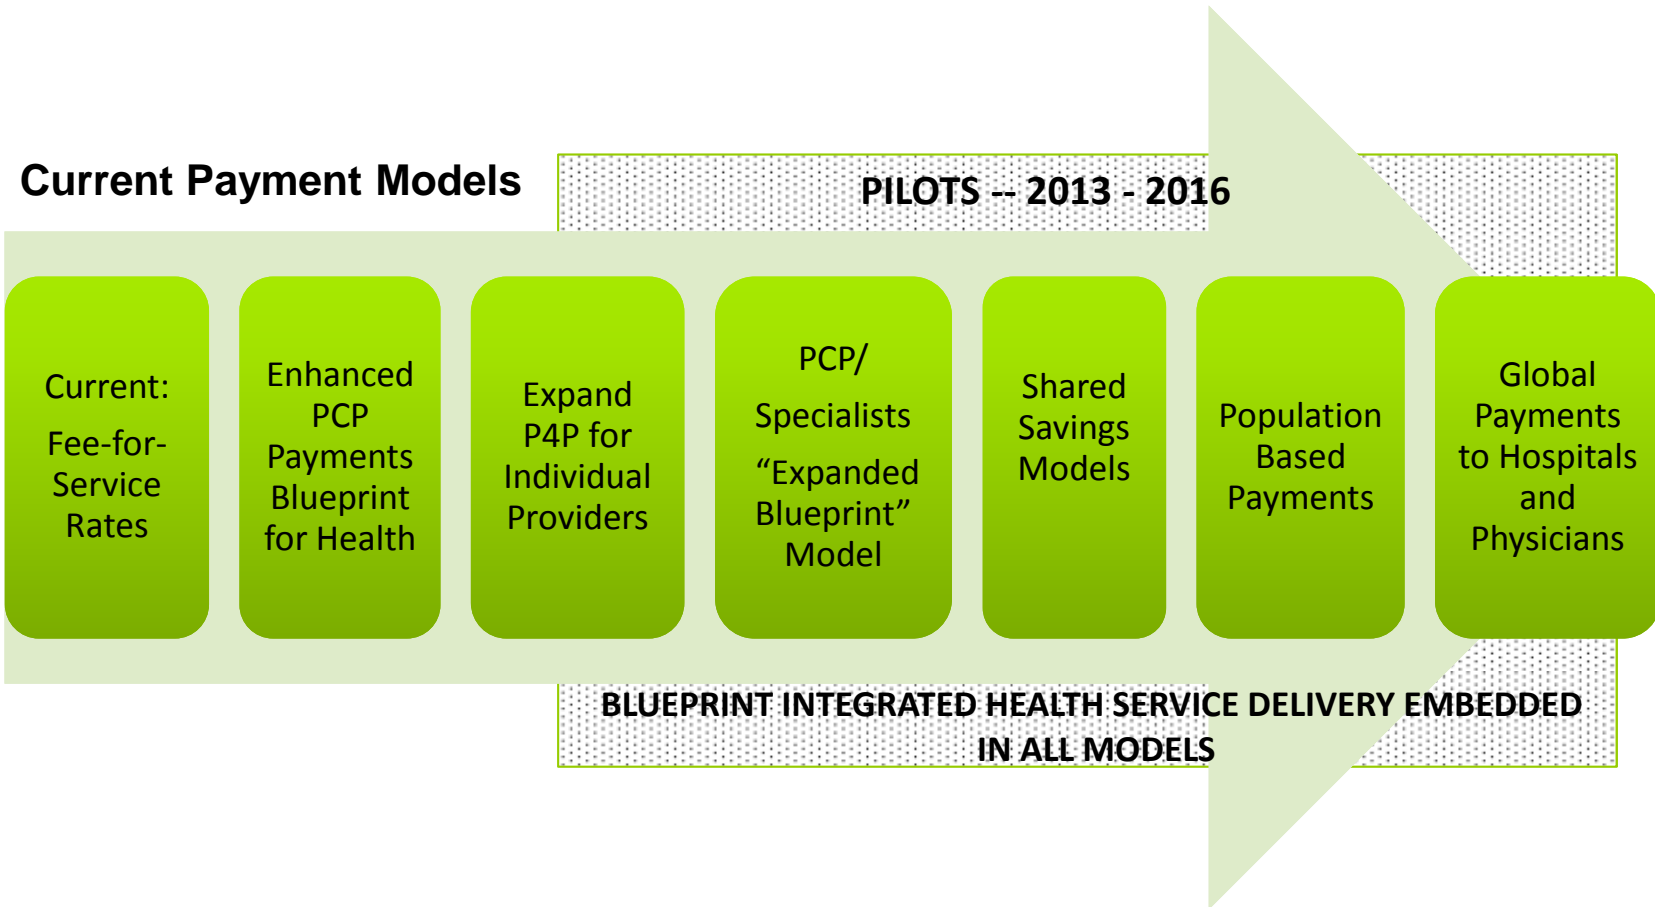 Current Payment Models
PILOTS -- 2013 - 2016
Current:
Fee-for-
Service
Rates
Enhanced
PCP
Payments
Blueprint
for Health
Expand
P4P for
Individual
Providers
PCP/
Specialists
“Expanded
Blueprint”
Model
Shared
Savings
Models
Population
Based
Payments
Global
Payments
to Hospitals
and
Physicians
BLUEPRINT INTEGRATED HEALTH SERVICE DELIVERY EMBEDDED
IN ALL MODELS